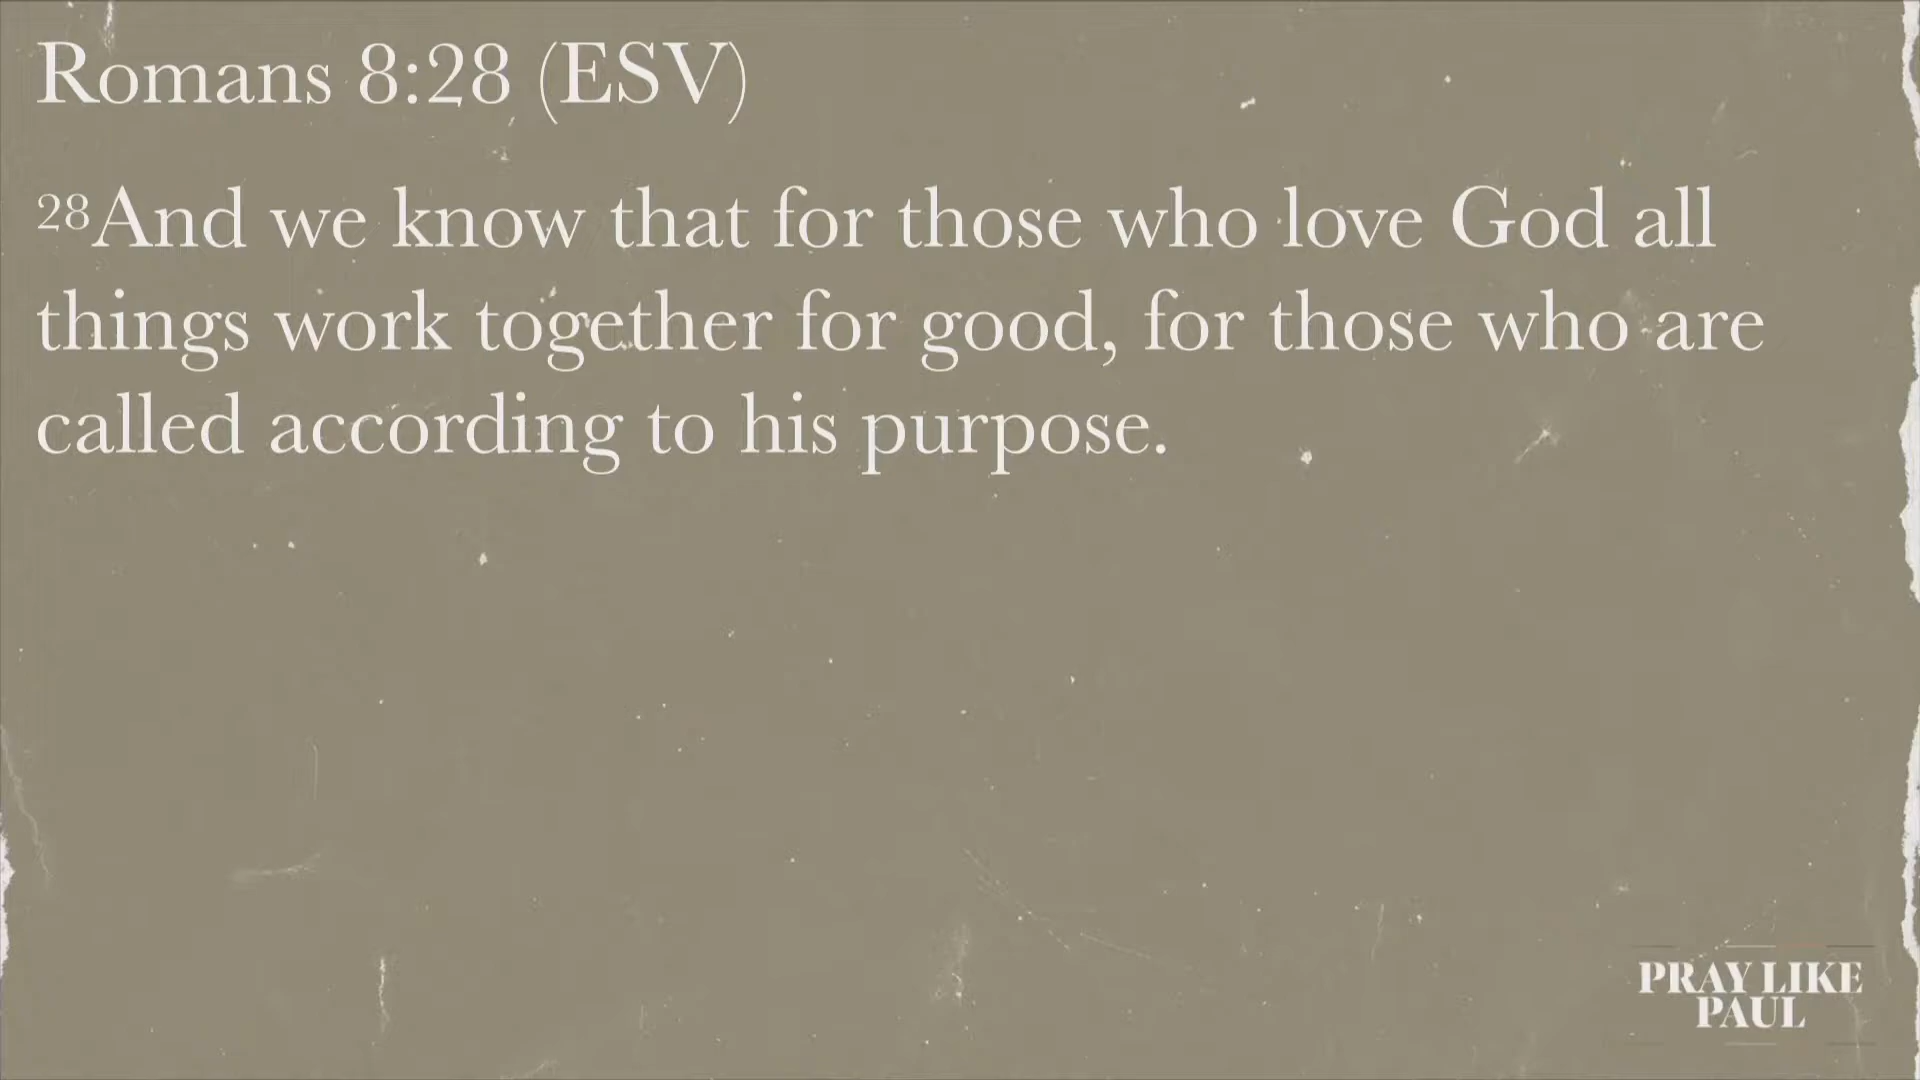 Romans 8:28 (ESV)
28And we know that for those who love God all
things work together for good, for those who are
called according to his purpose.
PRAY LIKE
PAUL